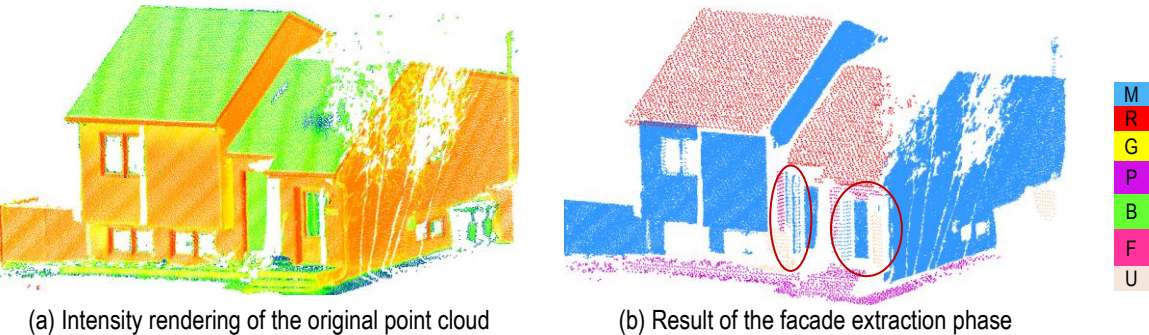 M
R
G
P
B
F
U
(a) Intensity rendering of the original point cloud
(b) Result of the facade extraction phase